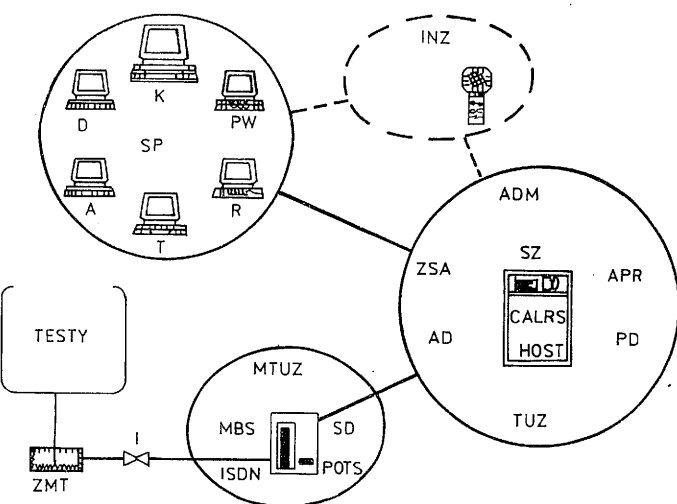 INZ
K
D
PW
SP
A
R
T
ADM
SZ
ZSA
APR
CALRS
HOST
AD
PD
TUZ
TESTY
MTUZ
MBS
SD
I
ISDN
POTS
ZMT